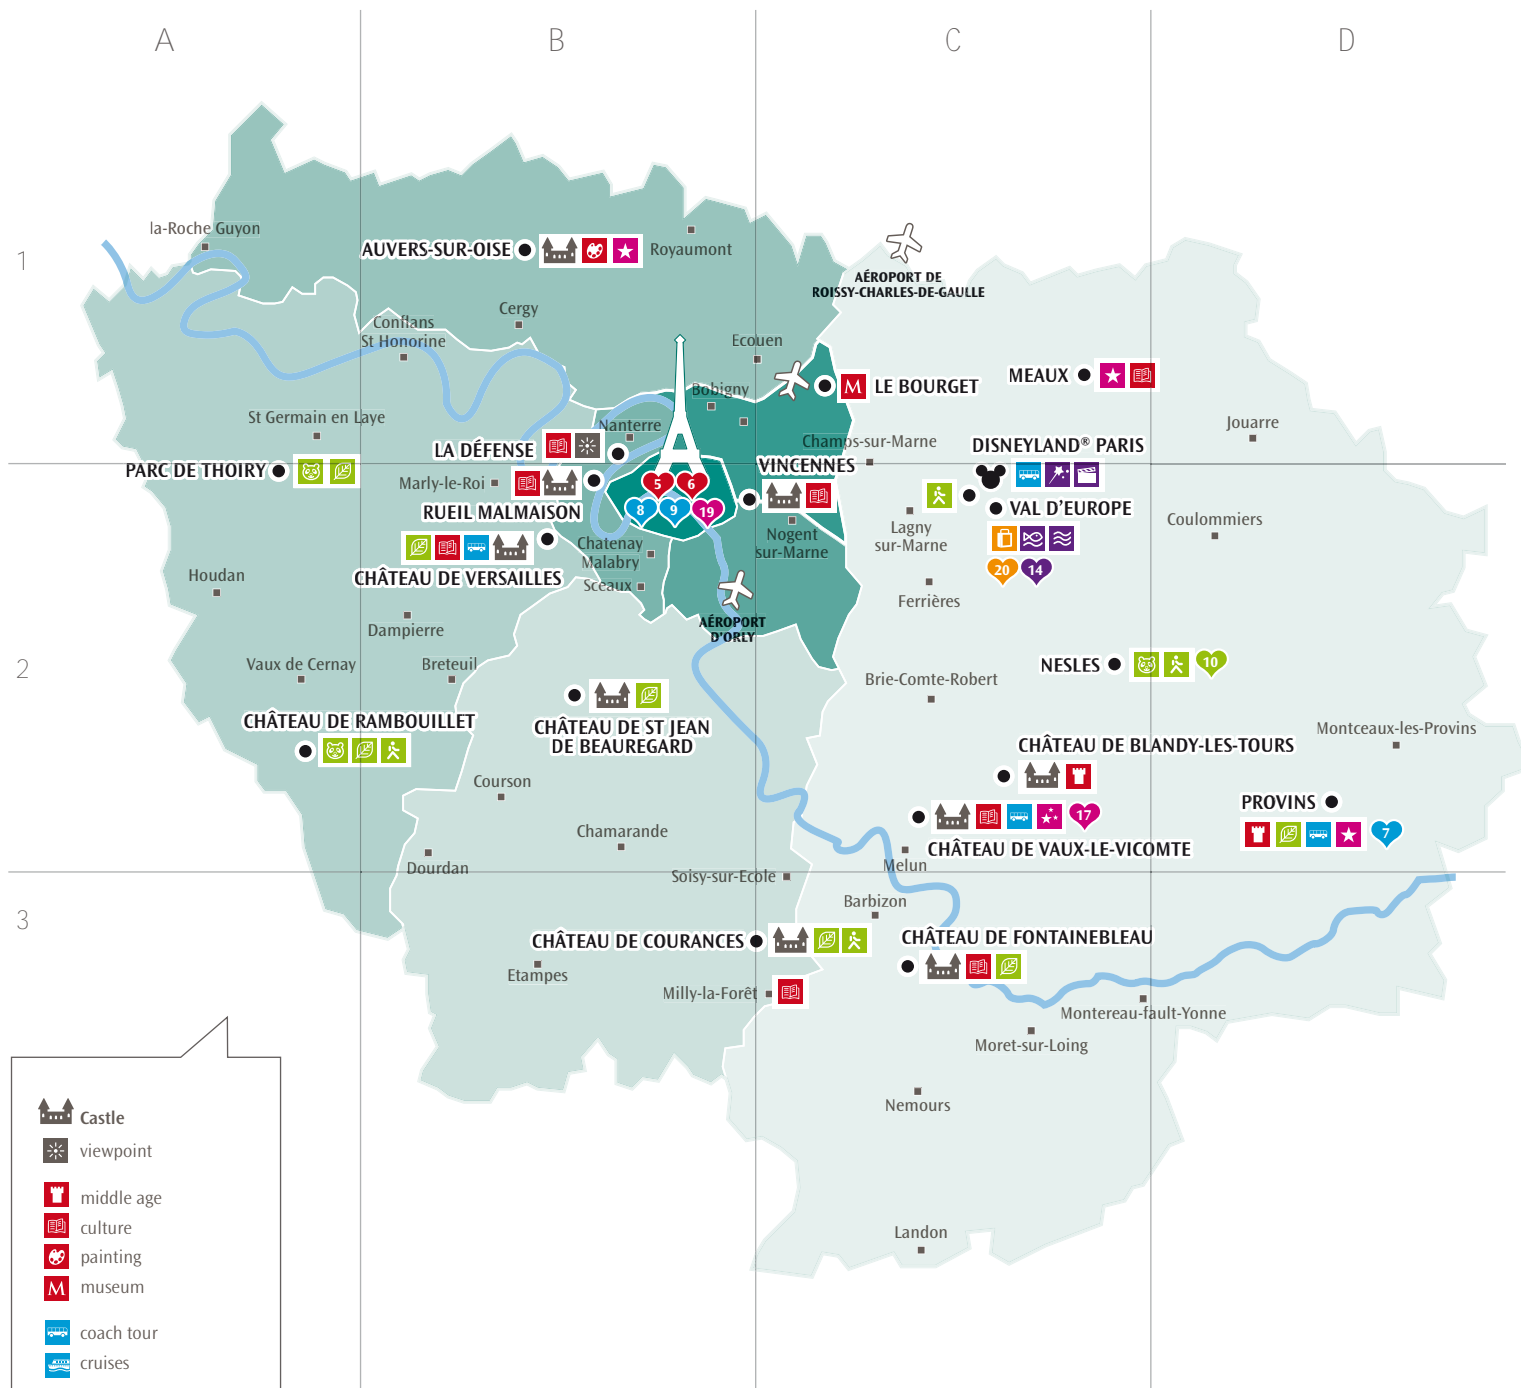 A
B
C
D
1
2
3
la-Roche Guyon
AUVERS-SUR-OISE
Royaumont
AÉROPORT DE
ROISSY-CHARLES-DE-GAULLE
Cergy
Conflans
St Honorine
Ecouen
LE BOURGET
MEAUX
Bobigny
St Germain en Laye
Nanterre
Jouarre
LA DÉFENSE
Champs-sur-Marne
DISNEYLAND® PARIS
PARC DE THOIRY
VINCENNES
Marly-le-Roi
5
6
RUEIL MALMAISON
8
9
19
VAL D'EUROPE
Lagny
sur-Marne
Coulommiers
Nogent
sur-Marne
Chatenay
Malabry
CHÂTEAU DE VERSAILLES
20
14
Houdan
Sceaux
Ferrières
AÉROPORT
D'ORLY
Dampierre
Vaux de Cernay
Breteuil
NESLES
10
Brie-Comte-Robert
CHÂTEAU DE RAMBOUILLET
CHÂTEAU DE ST JEAN
DE BEAUREGARD
Montceaux-les-Provins
CHÂTEAU DE BLANDY-LES-TOURS
Courson
PROVINS
17
7
Chamarande
CHÂTEAU DE VAUX-LE-VICOMTE
Dourdan
Melun
Soisy-sur-Ecole
Barbizon
CHÂTEAU DE COURANCES
CHÂTEAU DE FONTAINEBLEAU
Etampes
Milly-la-Forêt
Montereau-fault-Yonne
Moret-sur-Loing
Nemours
Landon
Castle
viewpoint
middle age
culture
painting
M
museum
coach tour
cruises
M